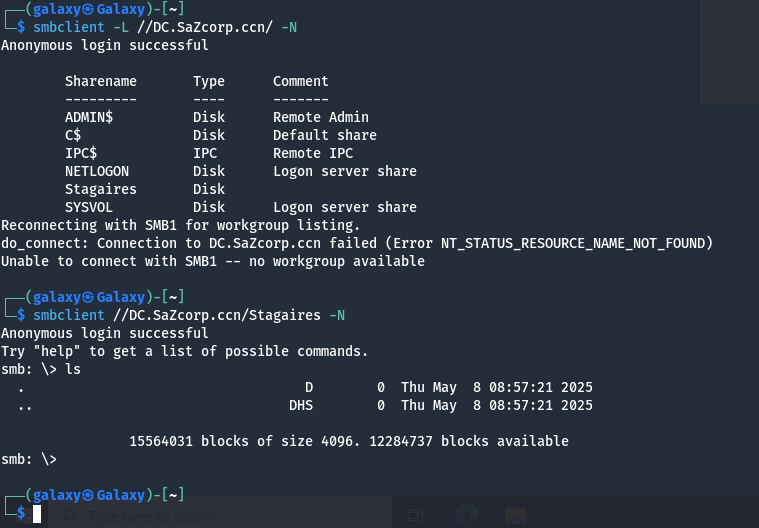 ┌──(galaxy㉿Galaxy)-[~]
└─$ smbclient -L //DC.SaZcorp.ccn/ -N
Anonymous login successful

        Sharename       Type      Comment
        ---------       ----      -------
        ADMIN$          Disk      Remote Admin
        C$              Disk      Default share
        IPC$            IPC       Remote IPC
        NETLOGON        Disk      Logon server share
        Stagaires       Disk
        SYSVOL          Disk      Logon server share
Reconnecting with SMB1 for workgroup listing.
do_connect: Connection to DC.SaZcorp.ccn failed (Error NT_STATUS_RESOURCE_NAME_NOT_FOUND)
Unable to connect with SMB1 -- no workgroup available

┌──(galaxy㉿Galaxy)-[~]
└─$ smbclient //DC.SaZcorp.ccn/Stagaires -N
Anonymous login successful
Try "help" to get a list of possible commands.
smb: \> ls
  .                                   D        0  Thu May  8 08:57:21 2025
  ..                                DHS        0  Thu May  8 08:57:21 2025

                15564031 blocks of size 4096. 12284737 blocks available
smb: \>

┌──(galaxy㉿Galaxy)-[~]
└─$
Type here to search